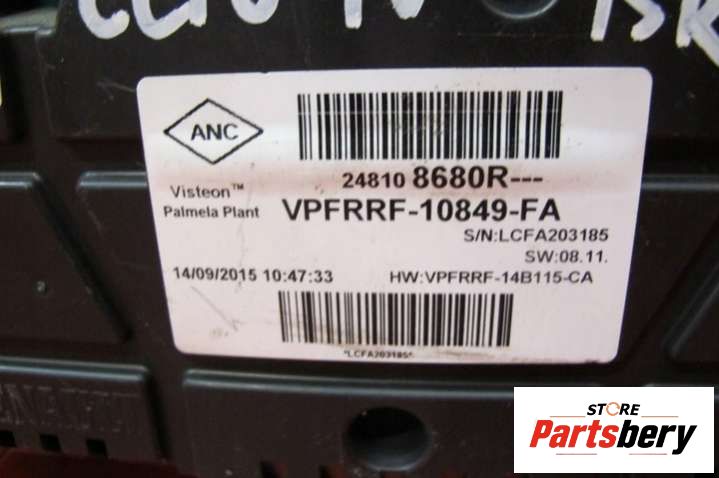 ANC
24810 8680R---
Visteon™
Palmela Plant VPFRRF-10849-FA
S/N:LCFA203185
SW:08.11.
14/09/2015 10:47:33 HW:VPFRRF-14B115-CA
*LCFA203185*
STORE
Partsbery